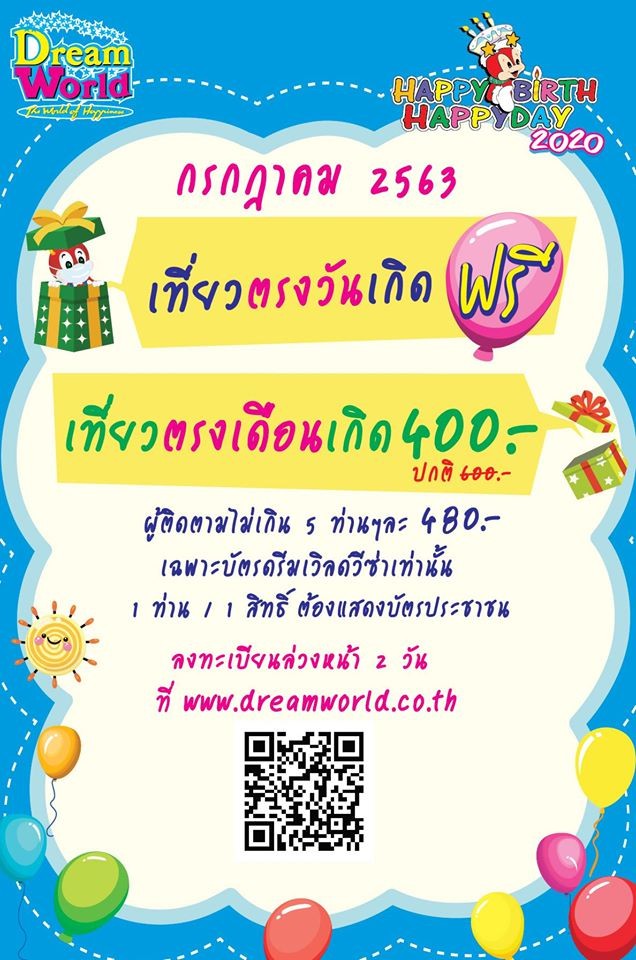 Dream
World
The World of Happiness
HAPPY BIRTH
HAPPYDAY
2020
กรกฎาคม 2563
เที่ยวตรงวันเกิด ฟรี
เที่ยวตรงเดือนเกิด 400.-
ปกติ 600.-
ผู้ติดตามไม่เกิน 5 ท่านๆละ 480.-
เฉพาะบัตรดรีมเวิลดวีซ่าเท่านั้น
1 ท่าน / 1 สิทธิ์ ต้องแสดงบัตรประชาชน
ลงทะเบียนล่วงหน้า 2 วัน
ที่ www.dreamworld.co.th